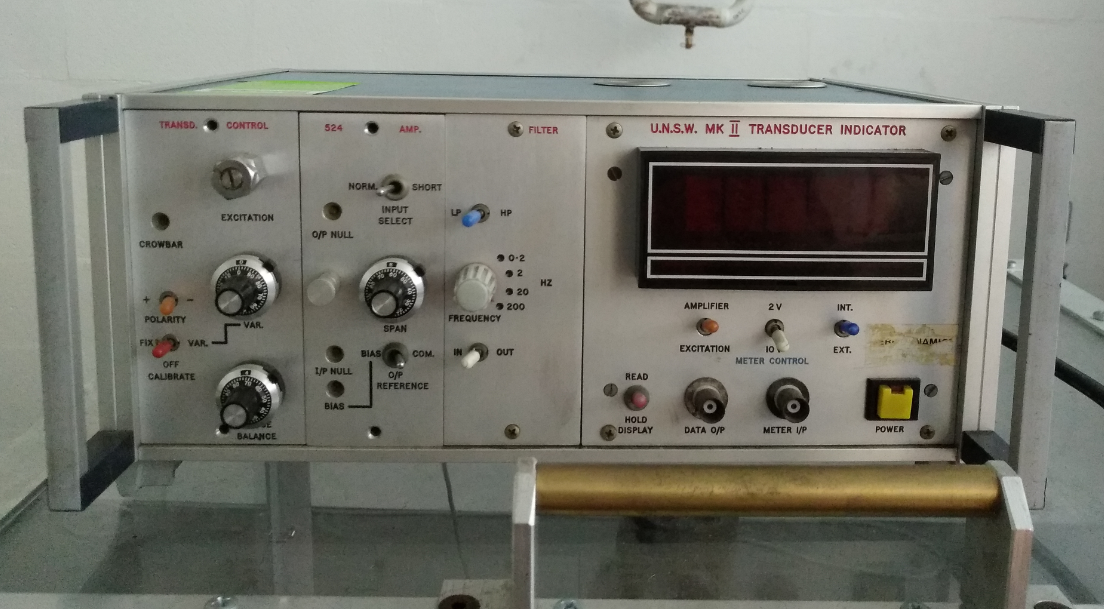 TRANSD. CONTROL
EXCITATION
CROWBAR
+ -
POLARITY
VAR.
FIX VAR.
OFF
CALIBRATE
BALANCE
524 AMP.
NORM. SHORT
INPUT
SELECT
O/P NULL
SPAN
I/P NULL
BIAS COM.
O/P
REFERENCE
BIAS
FILTER
LP HP
0·2
2
20
200
HZ
FREQUENCY
IN OUT
U.N.S.W. MK II TRANSDUCER INDICATOR
AMPLIFIER
EXCITATION
2 V
10
METER CONTROL
INT.
EXT.
READ
HOLD
DISPLAY
DATA O/P
METER I/P
POWER